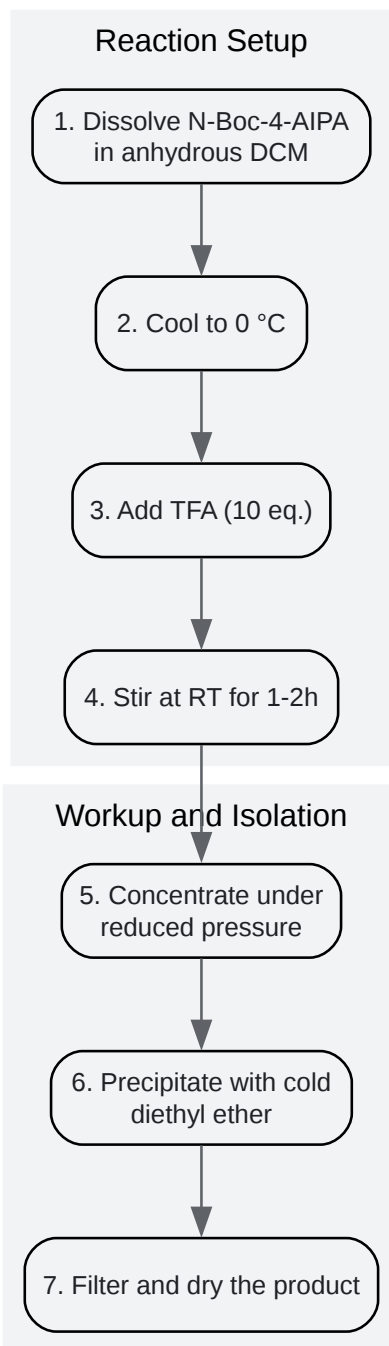 Reaction Setup
1. Dissolve N-Boc-4-AIPA
in anhydrous DCM
2. Cool to 0 °C
3. Add TFA (10 eq.)
4. Stir at RT for 1-2h
Workup and Isolation
5. Concentrate under
reduced pressure
6. Precipitate with cold
diethyl ether
7. Filter and dry the product